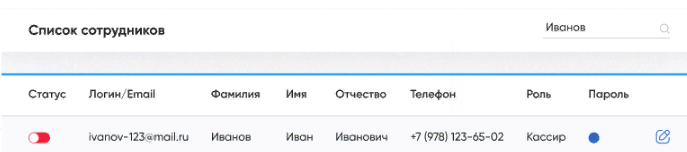 Список сотрудников Иванов
Статус Логин/Email Фамилия Имя Отчество Телефон Роль Пароль
ivanov-123@mail.ru Иванов Иван Иванович +7 (978) 123-65-02 Кассир